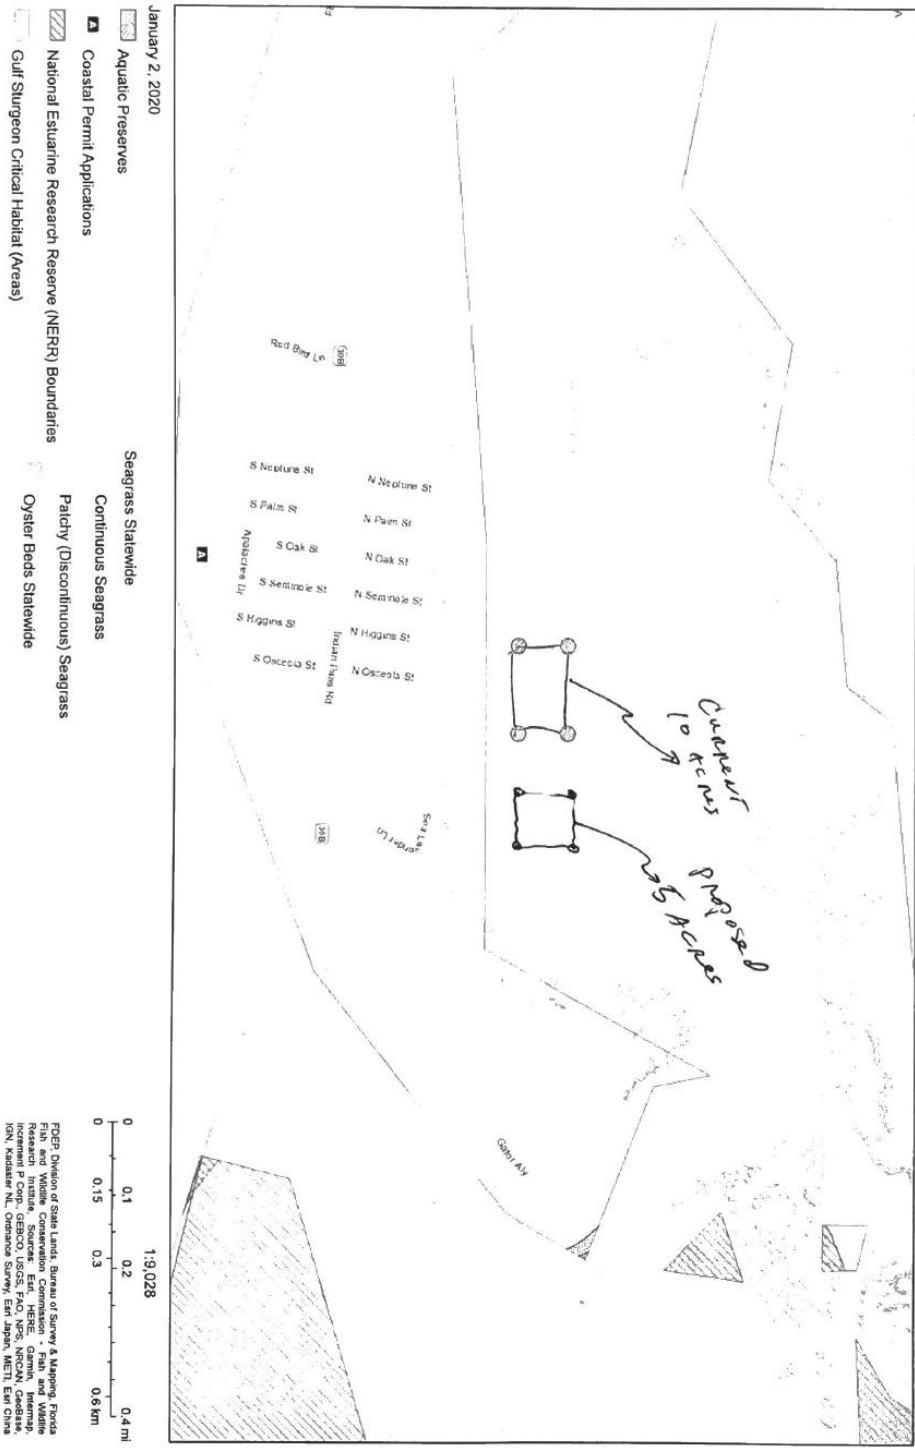 Current
10 Acres
proposed
5 Acres
Red Bird Ln
30B
S Neptune St
N Neptune St
S Palm St
N Palm St
S Oak St
N Oak St
Apalachee Dr
S Seminole St
N Seminole St
S Higgins St
N Higgins St
Indian Pass Rd
S Osceola St
N Osceola St
A
30B
Gator Aly
January 2, 2020
1:9,028
Aquatic Preserves
A Coastal Permit Applications
National Estuarine Research Reserve (NERR) Boundaries
Gulf Sturgeon Critical Habitat (Areas)
Seagrass Statewide
Continuous Seagrass
Patchy (Discontinuous) Seagrass
Oyster Beds Statewide
0 0.1 0.2 0.4 mi
0 0.15 0.3 0.6 km
FDEP, Division of State Lands, Bureau of Survey & Mapping, Florida
Fish and Wildlife Conservation Commission - Fish and Wildlife
Research Institute, Sources: Esri, HERE, Garmin, Intermap,
increment P Corp., GEBCO, USGS, FAO, NPS, NRCAN, GeoBase,
IGN, Kadaster NL, Ordnance Survey, Esri Japan, METI, Esri China